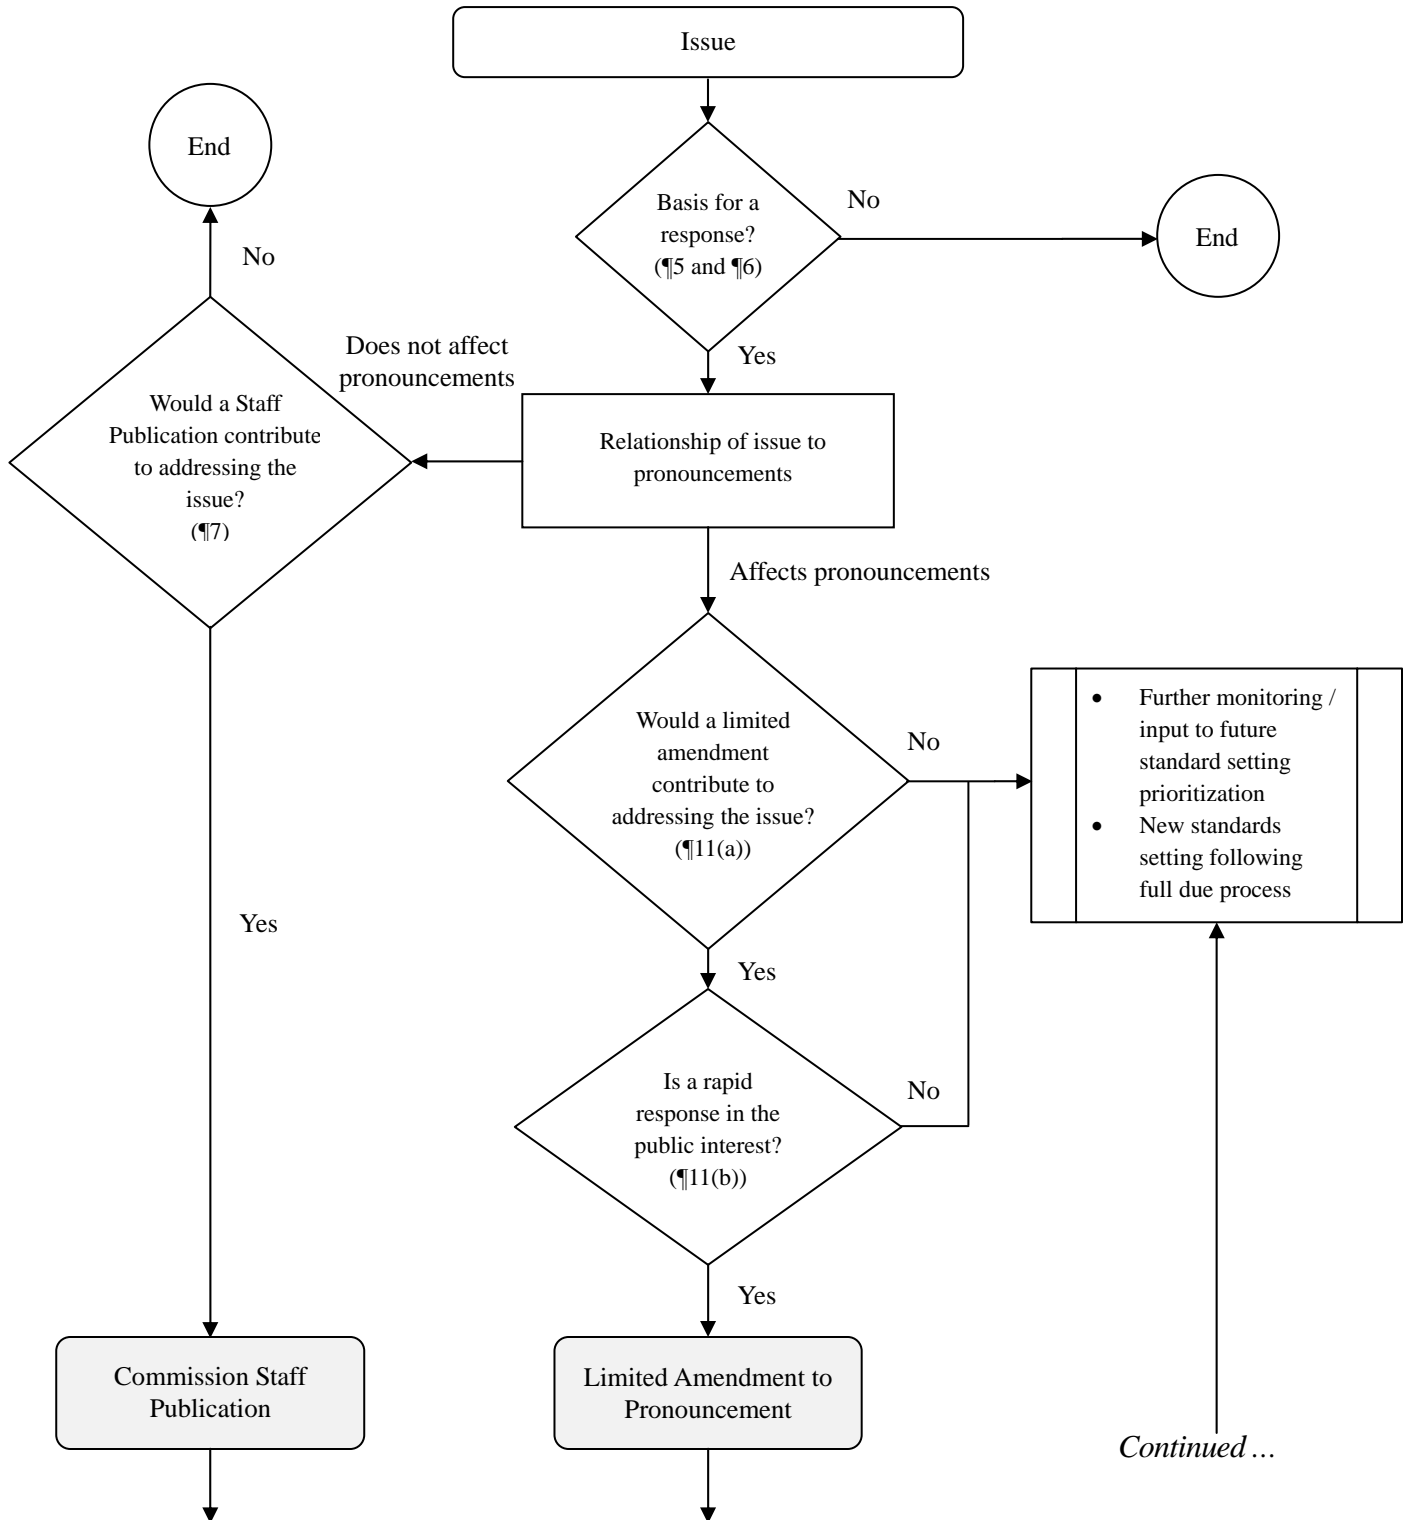 Issue
End
Basis for a
response?
(¶5 and ¶6)
No
End
No
Yes
Does not affect
pronouncements
Would a Staff
Publication contribute
to addressing the
issue?
(¶7)
Relationship of issue to
pronouncements
Affects pronouncements
Would a limited
amendment
contribute to
addressing the issue?
(¶11(a))
No
• Further monitoring /
input to future
standard setting
prioritization
• New standards
setting following
full due process
Yes
Yes
Is a rapid
response in the
public interest?
(¶11(b))
No
Yes
Commission Staff
Publication
Limited Amendment to
Pronouncement
Continued …